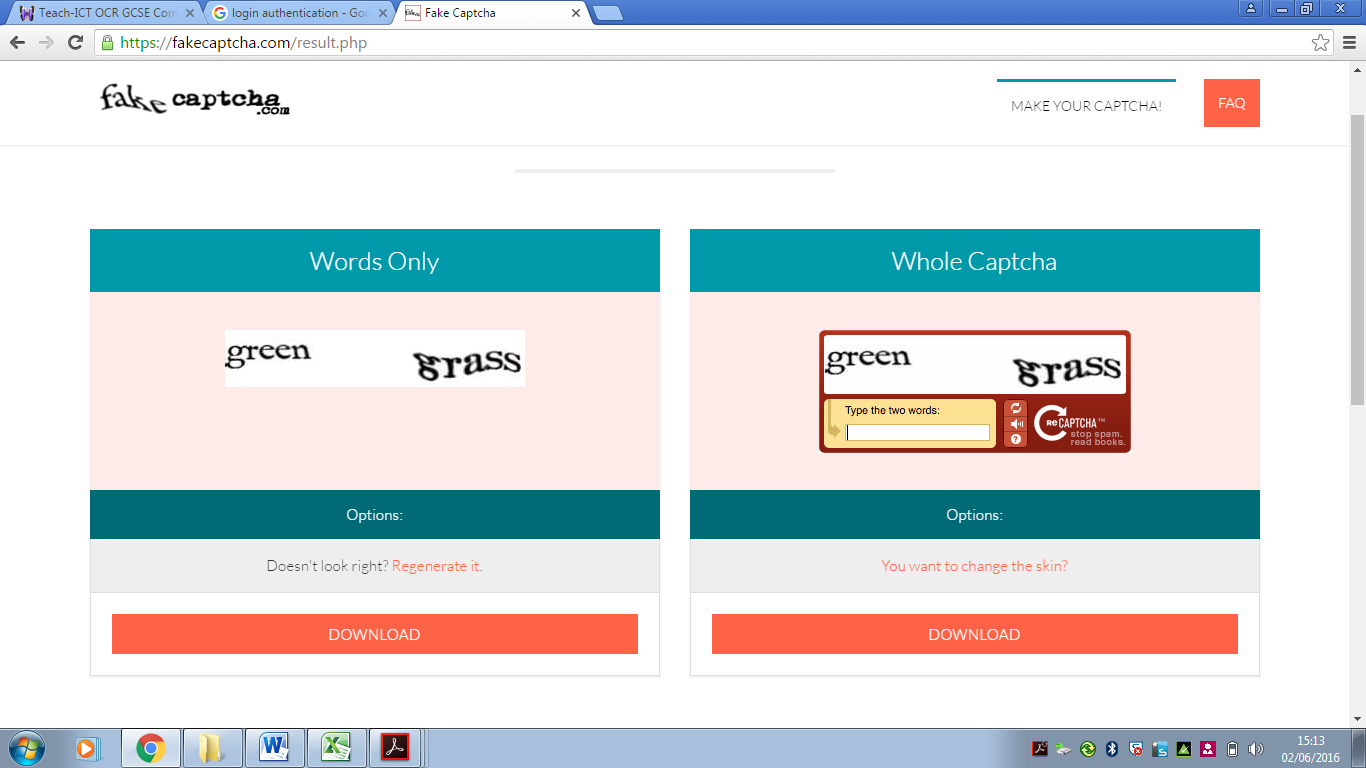 Teach-ICT OCR GCSE Com
login authentication - Goo
Fake Captcha
https://fakecaptcha.com/result.php
fake captcha.com
MAKE YOUR CAPTCHA!
FAQ
Words Only
Whole Captcha
green grass
green grass
Type the two words:
ReCAPTCHA™
stop spam.
read books.
Options:
Options:
Doesn't look right? Regenerate it.
You want to change the skin?
DOWNLOAD
DOWNLOAD
15:13
02/06/2016